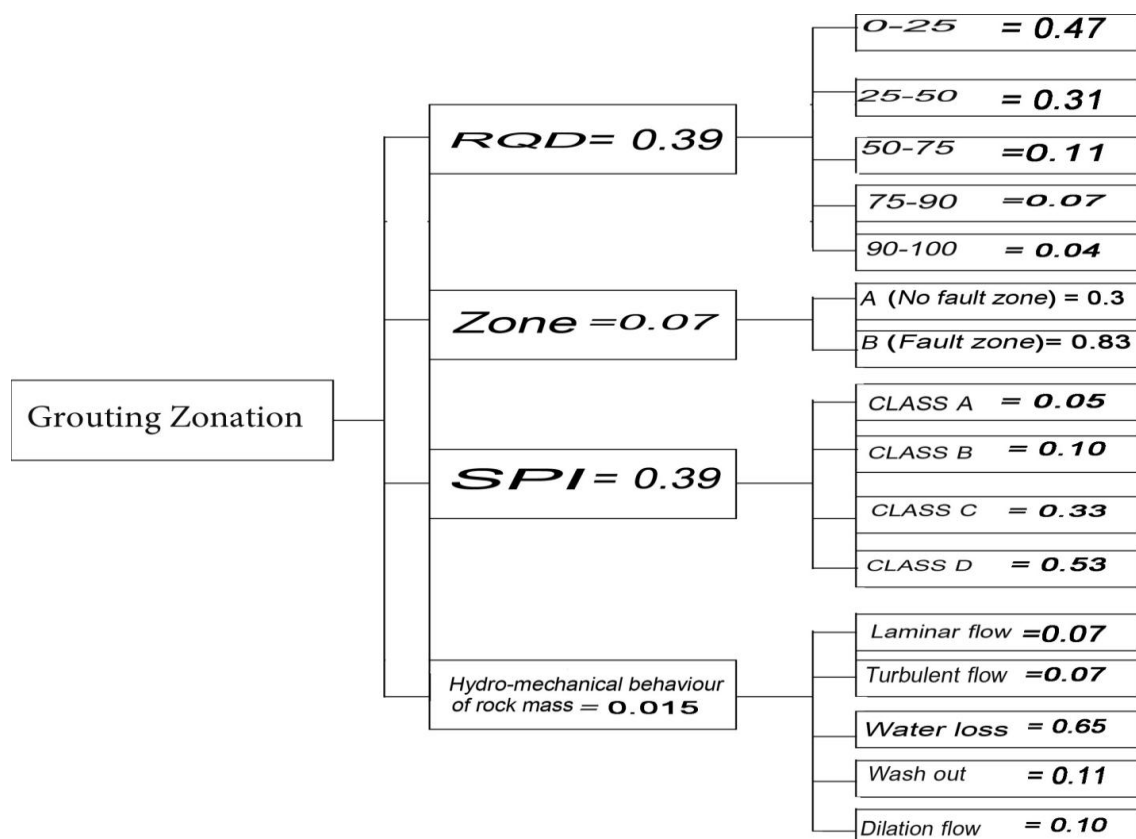 Grouting Zonation
RQD= 0.39
0-25 = 0.47
25-50 = 0.31
50-75 =0.11
75-90 =0.07
90-100 = 0.04
Zone =0.07
A (No fault zone) = 0.3
B (Fault zone)= 0.83
SPI= 0.39
CLASS A = 0.05
CLASS B = 0.10
CLASS C = 0.33
CLASS D = 0.53
Hydro-mechanical behaviour
of rock mass = 0.015
Laminar flow =0.07
Turbulent flow =0.07
Water loss = 0.65
Wash out = 0.11
Dilation flow = 0.10